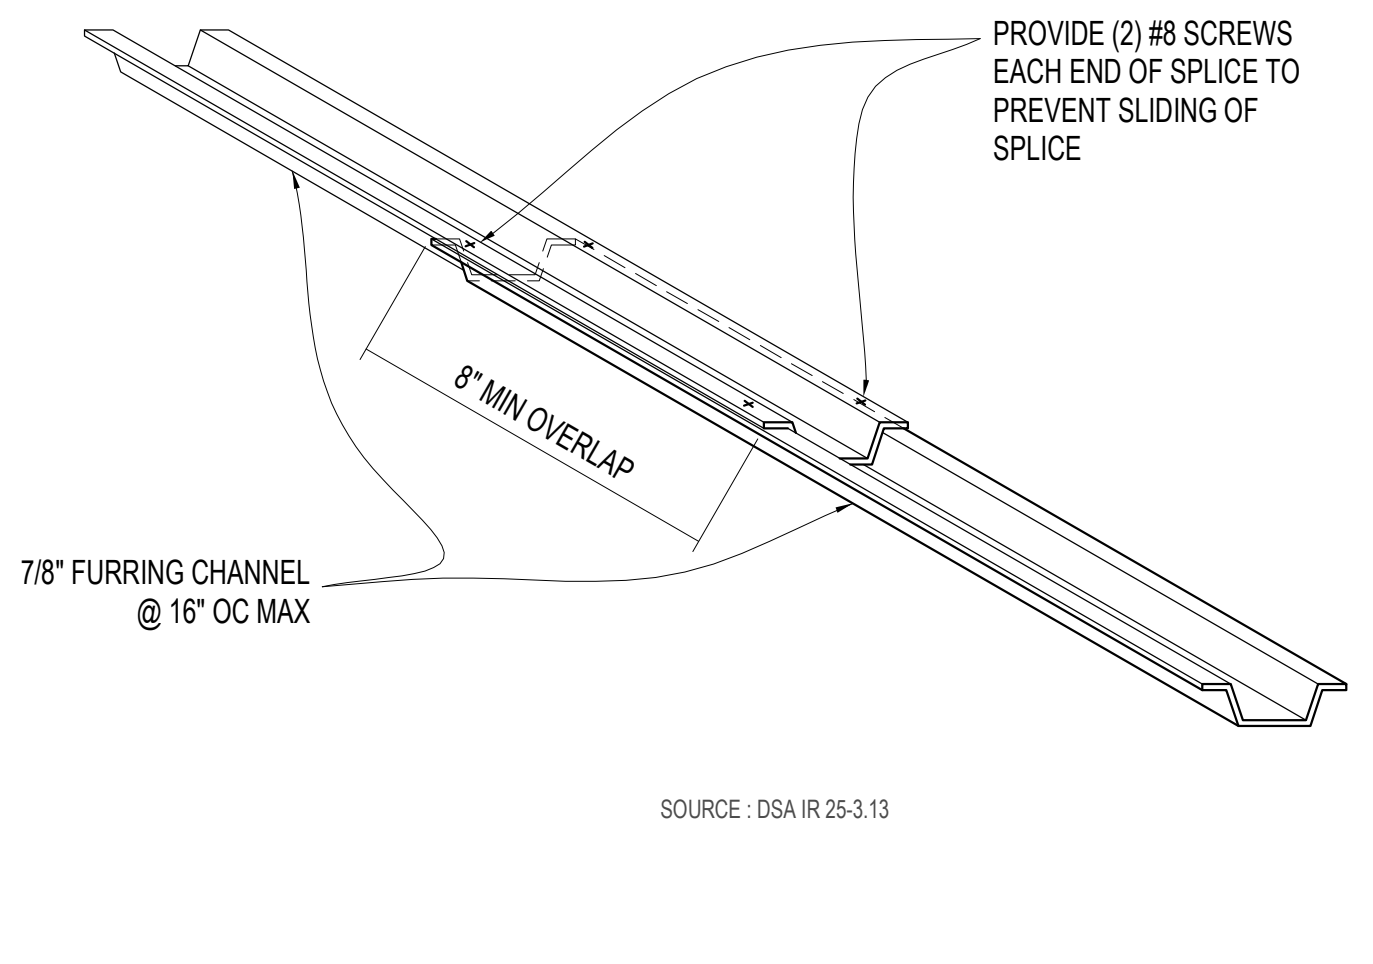 PROVIDE (2) #8 SCREWS
EACH END OF SPLICE TO
PREVENT SLIDING OF
SPLICE
8" MIN OVERLAP
7/8" FURRING CHANNEL
@ 16" OC MAX
SOURCE : DSA IR 25-3.13